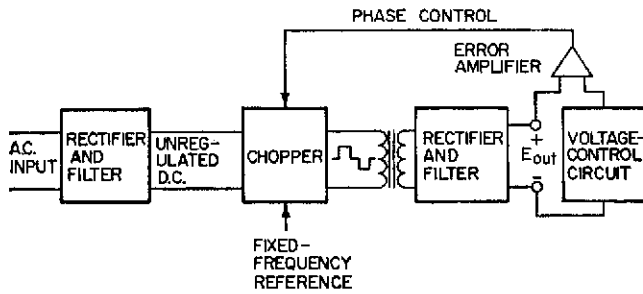 PHASE CONTROL
ERROR
AMPLIFIER
A.C.
INPUT
RECTIFIER
AND
FILTER
UNREG-
ULATED
D.C.
CHOPPER
RECTIFIER
AND
FILTER
+
Eout
-
VOLTAGE-
CONTROL
CIRCUIT
FIXED-
FREQUENCY
REFERENCE